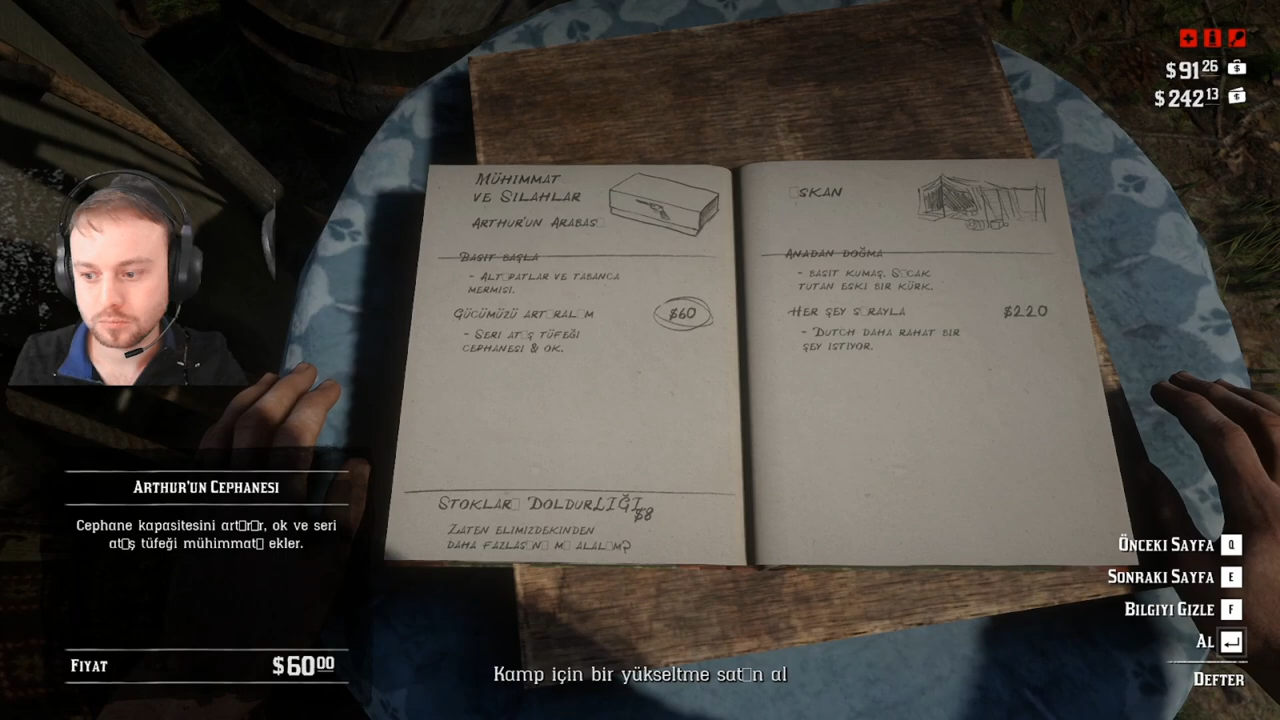 $91.26
$242.13
MÜHIMMAT
VE SILAHLAR
ARTHUR'UN ARABAS□
BASIT BAŞLA
- ALT□PATLAR VE TABANCA
MERMISI.
GÜCÜMÜZÜ ART□RAL□M
$60
- SERI AT□Ş TÜFEĞI
CEPHANESI & OK.
STOKLAR□ DOLDURLIĞI
$8
ZATEN ELIMIZDEKINDEN
DAHA FAZLAS□N□ M□ ALAL□M?
□SKAN
ANADAN DOĞMA
- BASIT KUMAŞ. S□CAK
TUTAN ESKI BIR KÜRK.
HER ŞEY S□RAYLA
$220
- DUTCH DAHA RAHAT BIR
ŞEY ISTIYOR.
ARTHUR'UN CEPHANESI
Cephane kapasitesini art□r□r, ok ve seri
at□ş tüfeği mühimmat□ ekler.
FIYAT
$60.00
Kamp için bir yükseltme sat□n al
ÖNCEKI SAYFA Q
SONRAKI SAYFA E
BILGIYI GIZLE F
AL
DEFTER